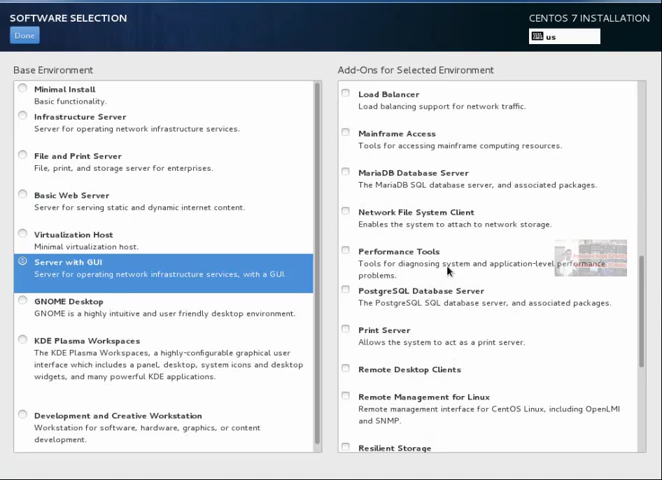 SOFTWARE SELECTION
Done
CENTOS 7 INSTALLATION
us
Base Environment
Minimal Install
Basic functionality.
Infrastructure Server
Server for operating network infrastructure services.
File and Print Server
File, print, and storage server for enterprises.
Basic Web Server
Server for serving static and dynamic internet content.
Virtualization Host
Minimal virtualization host.
Server with GUI
Server for operating network infrastructure services, with a GUI.
GNOME Desktop
GNOME is a highly intuitive and user friendly desktop environment.
KDE Plasma Workspaces
The KDE Plasma Workspaces, a highly-configurable graphical user
interface which includes a panel, desktop, system icons and desktop
widgets, and many powerful KDE applications.
Development and Creative Workstation
Workstation for software, hardware, graphics, or content
development.
Add-Ons for Selected Environment
Load Balancer
Load balancing support for network traffic.
Mainframe Access
Tools for accessing mainframe computing resources.
MariaDB Database Server
The MariaDB SQL database server, and associated packages.
Network File System Client
Enables the system to attach to network storage.
Performance Tools
Tools for diagnosing system and application-level performance
problems.
PostgreSQL Database Server
The PostgreSQL SQL database server, and associated packages.
Print Server
Allows the system to act as a print server.
Remote Desktop Clients
Remote Management for Linux
Remote management interface for CentOS Linux, including OpenLMI
and SNMP.
Resilient Storage